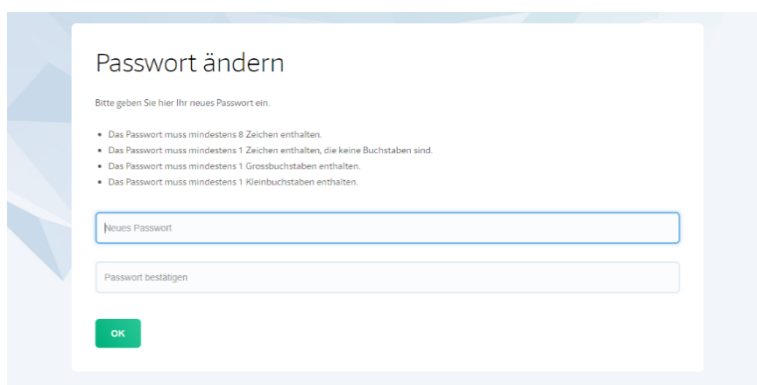 Passwort ändern
Bitte geben Sie hier Ihr neues Passwort ein.
• Das Passwort muss mindestens 8 Zeichen enthalten.
• Das Passwort muss mindestens 1 Zeichen enthalten, die keine Buchstaben sind.
• Das Passwort muss mindestens 1 Grossbuchstaben enthalten.
• Das Passwort muss mindestens 1 Kleinbuchstaben enthalten.
Neues Passwort
Passwort bestätigen
OK